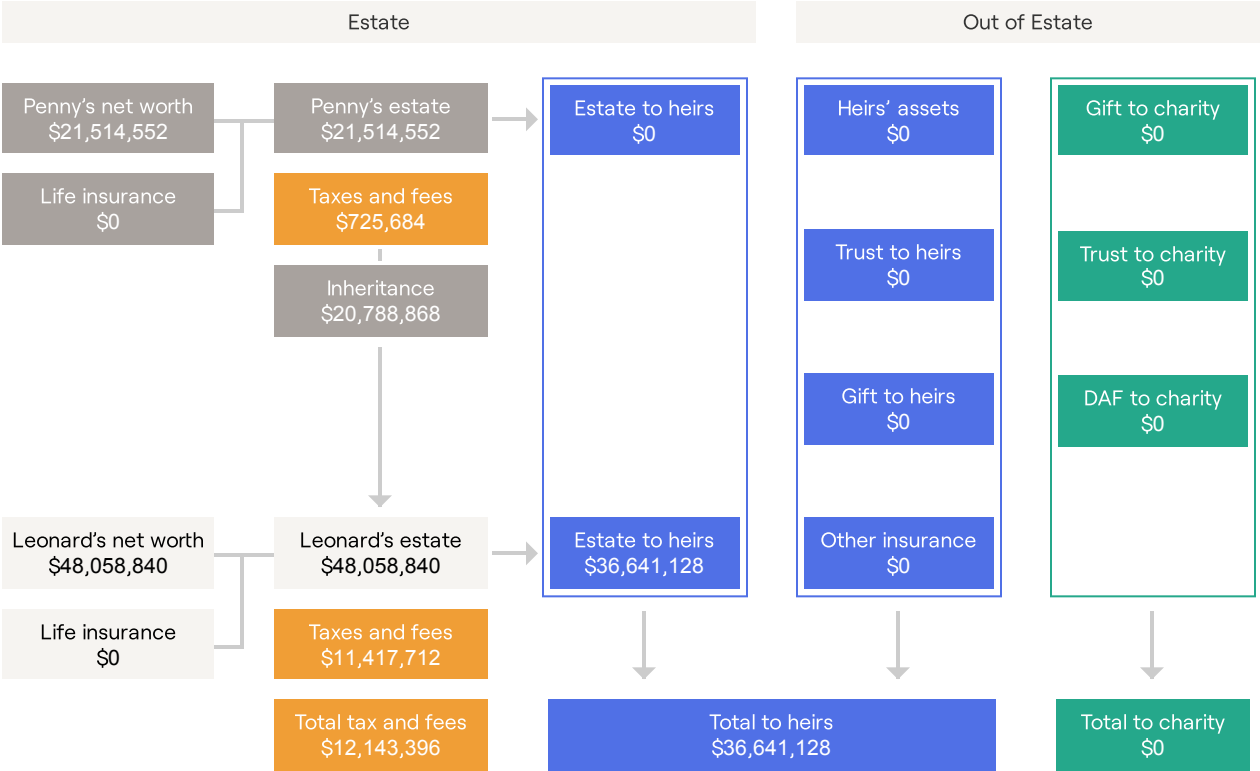 Estate
Out of Estate
Penny’s net worth
$21,514,552
Penny’s estate
$21,514,552
Estate to heirs
$0
Heirs’ assets
$0
Gift to charity
$0
Life insurance
$0
Taxes and fees
$725,684
Trust to heirs
$0
Trust to charity
$0
Inheritance
$20,788,868
Gift to heirs
$0
DAF to charity
$0
Leonard’s net worth
$48,058,840
Leonard’s estate
$48,058,840
Estate to heirs
$36,641,128
Other insurance
$0
Life insurance
$0
Taxes and fees
$11,417,712
Total tax and fees
$12,143,396
Total to heirs
$36,641,128
Total to charity
$0